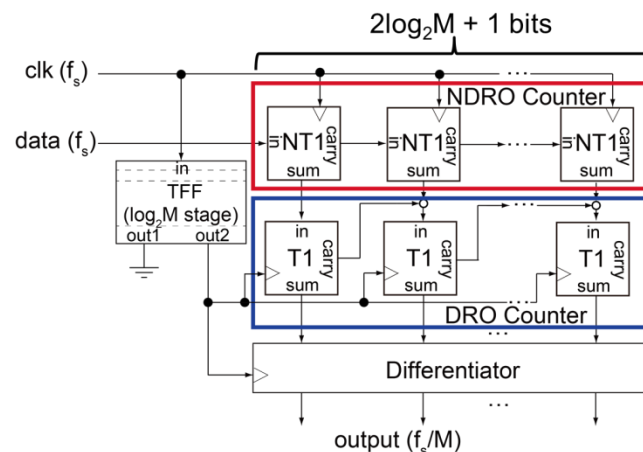 2log₂M + 1 bits
clk (fₛ)
NDRO Counter
data (fₛ)
in NT1 carry sum
in NT1 carry sum
in NT1 carry sum
in
TFF
(log₂M stage)
out1 out2
in T1 carry sum
in T1 carry sum
in T1 carry sum
DRO Counter
Differentiator
output (fₛ/M)